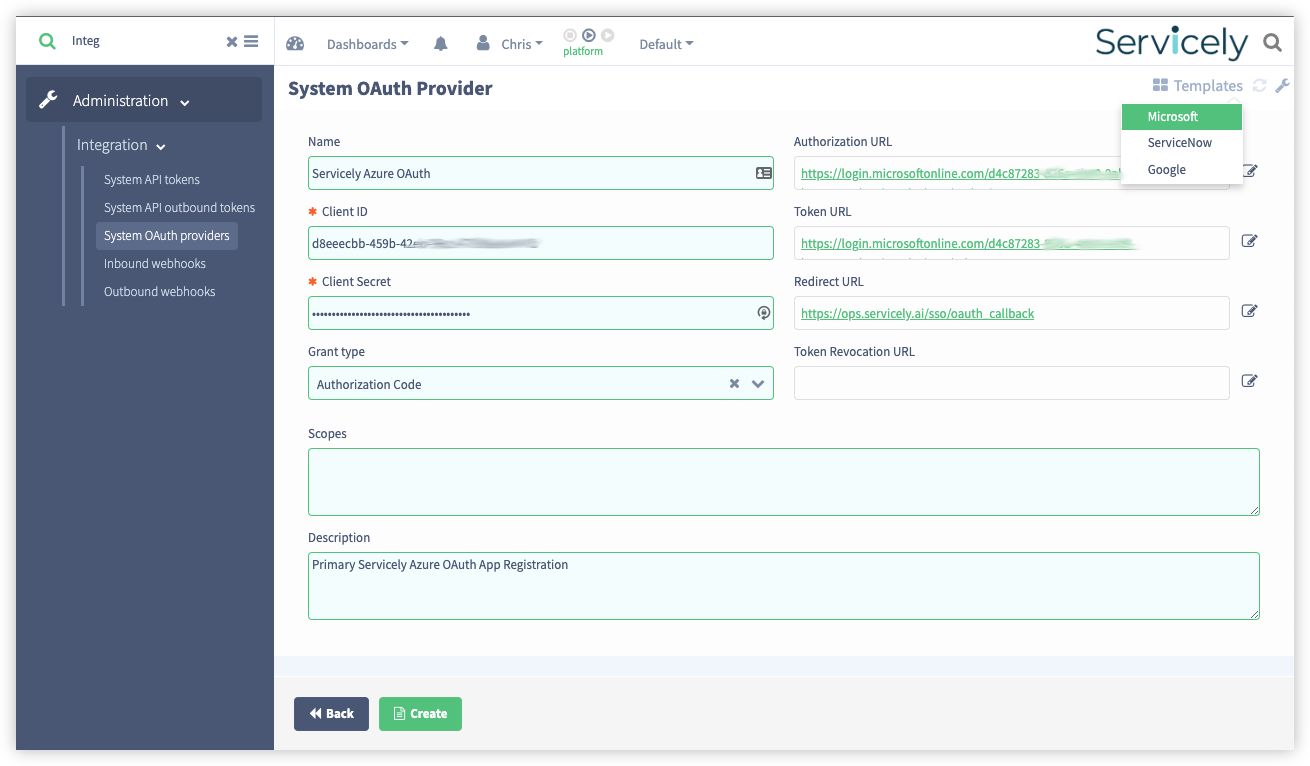 Integ
Dashboards
Chris
platform
Default
Servicely
Administration
Integration
System API tokens
System API outbound tokens
System OAuth providers
Inbound webhooks
Outbound webhooks
System OAuth Provider
Templates
Microsoft
ServiceNow
Google
Name
Servicely Azure OAuth
Authorization URL
https://login.microsoftonline.com/d4c87283-
* Client ID
d8eeecbb-459b-42
Token URL
https://login.microsoftonline.com/d4c87283-
* Client Secret
••••••••••••••••••••••••••••••••••••••••
Redirect URL
https://ops.servicely.ai/sso/oauth_callback
Grant type
Authorization Code
Token Revocation URL
Scopes
Description
Primary Servicely Azure OAuth App Registration
Back
Create